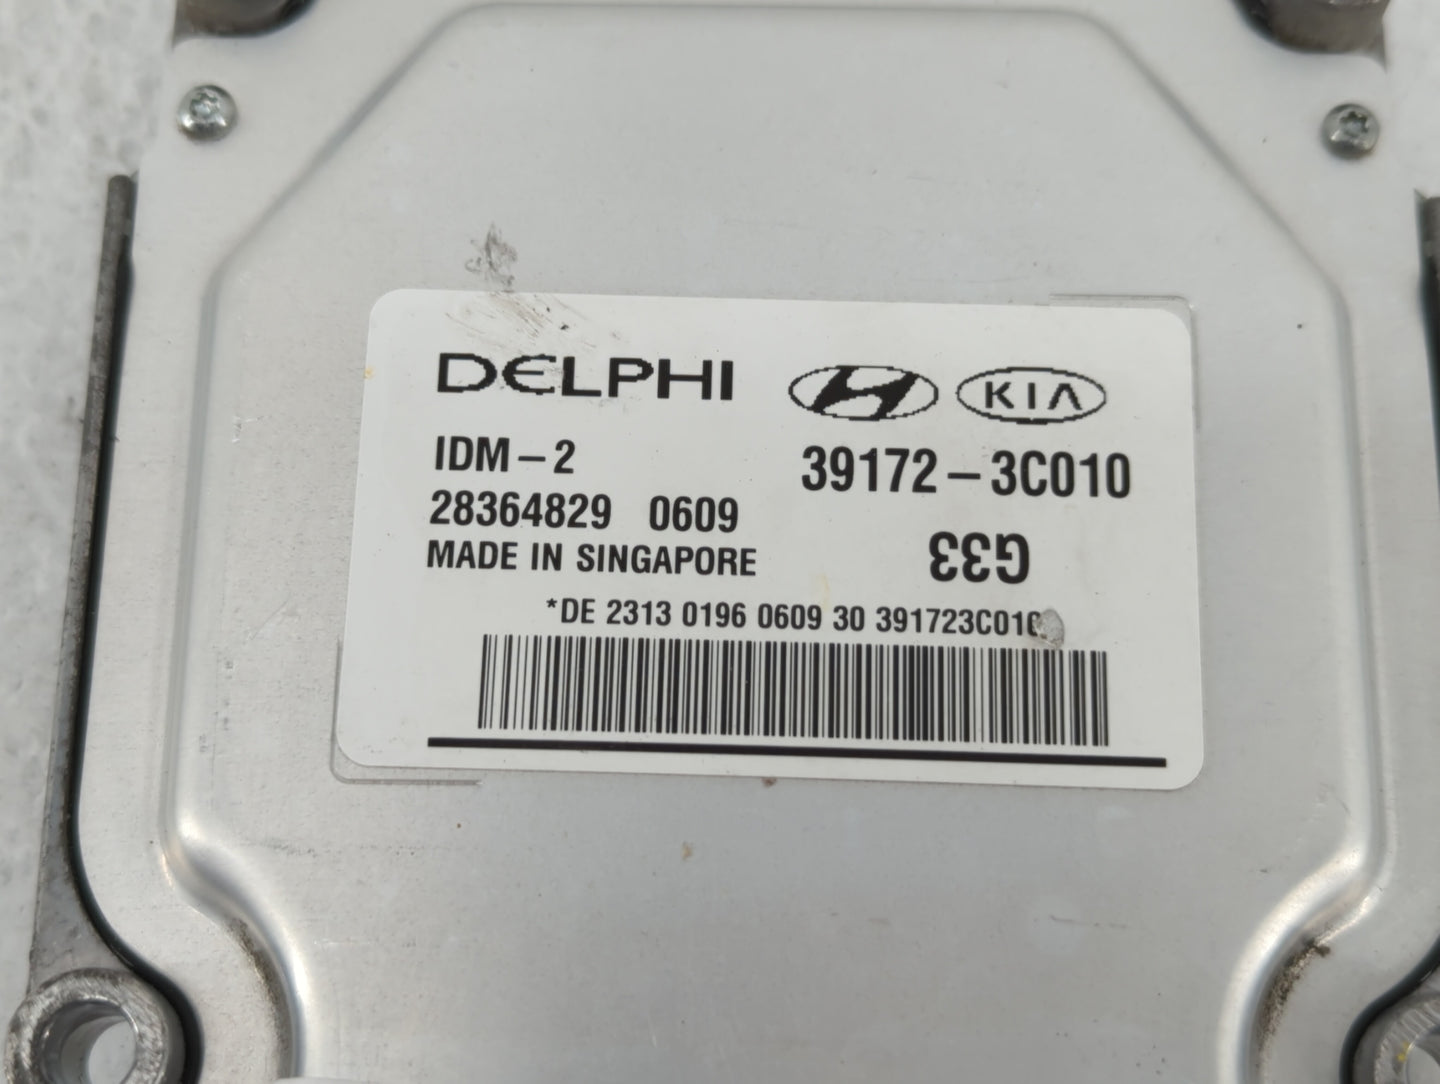 DELPHI KIA
IDM-2 39172-3C010
28364829 0609
MADE IN SINGAPORE G33
*DE 2313 0196 0609 30 391723C010